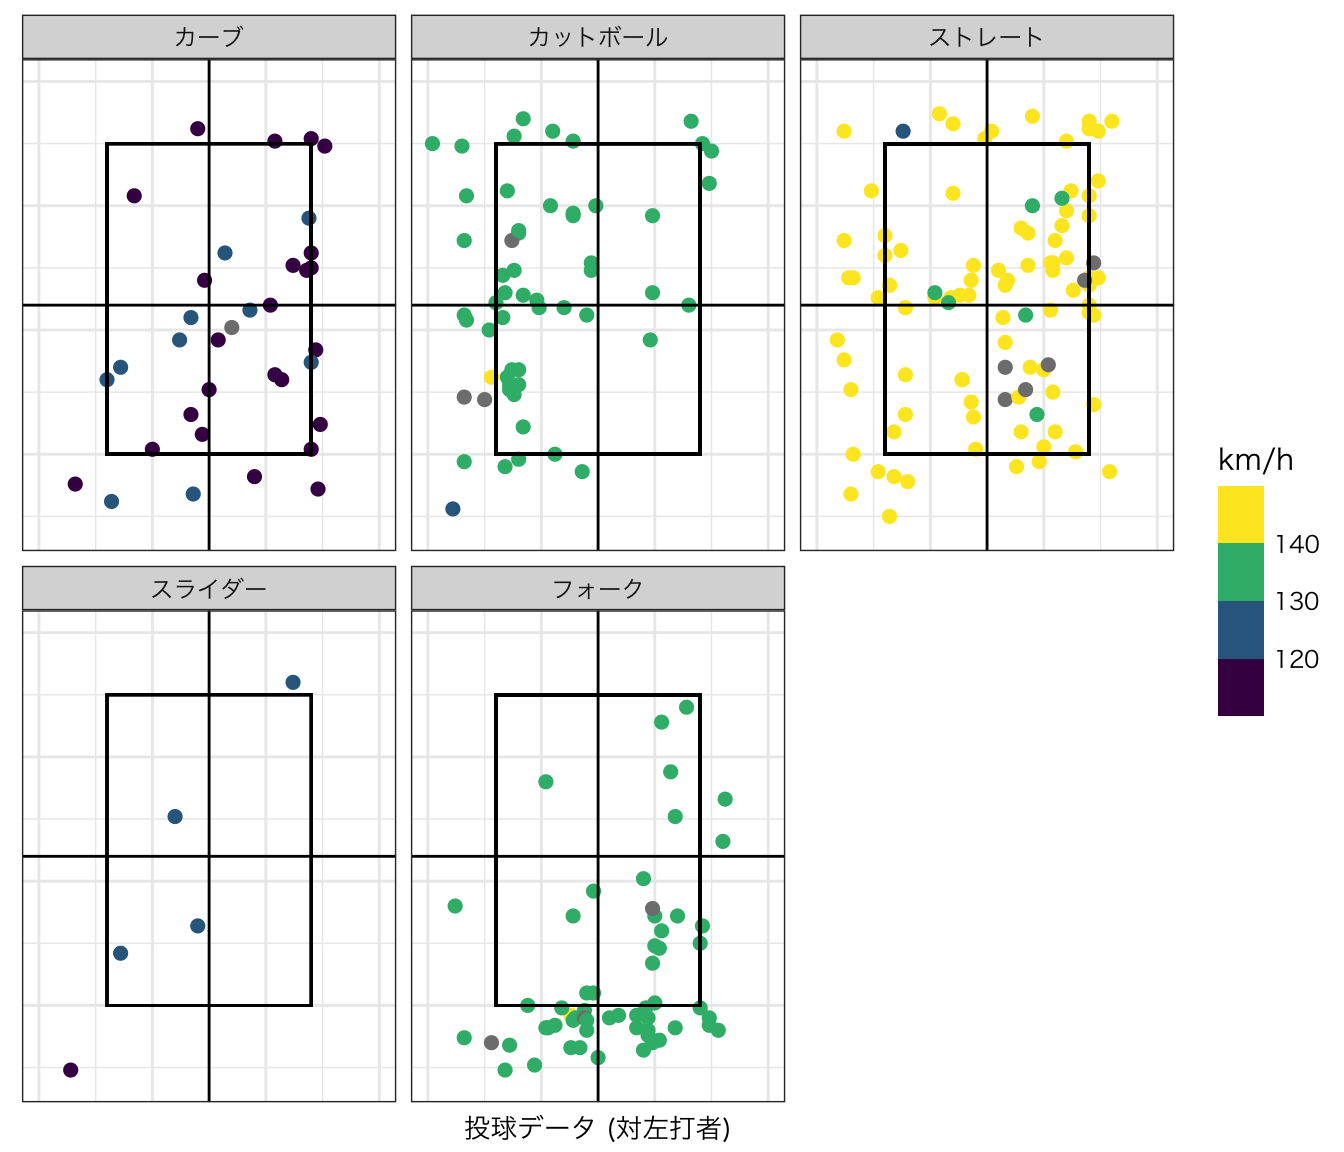 カーブ
カットボール
ストレート
スライダー
フォーク
km/h
140
130
120
投球データ (対左打者)